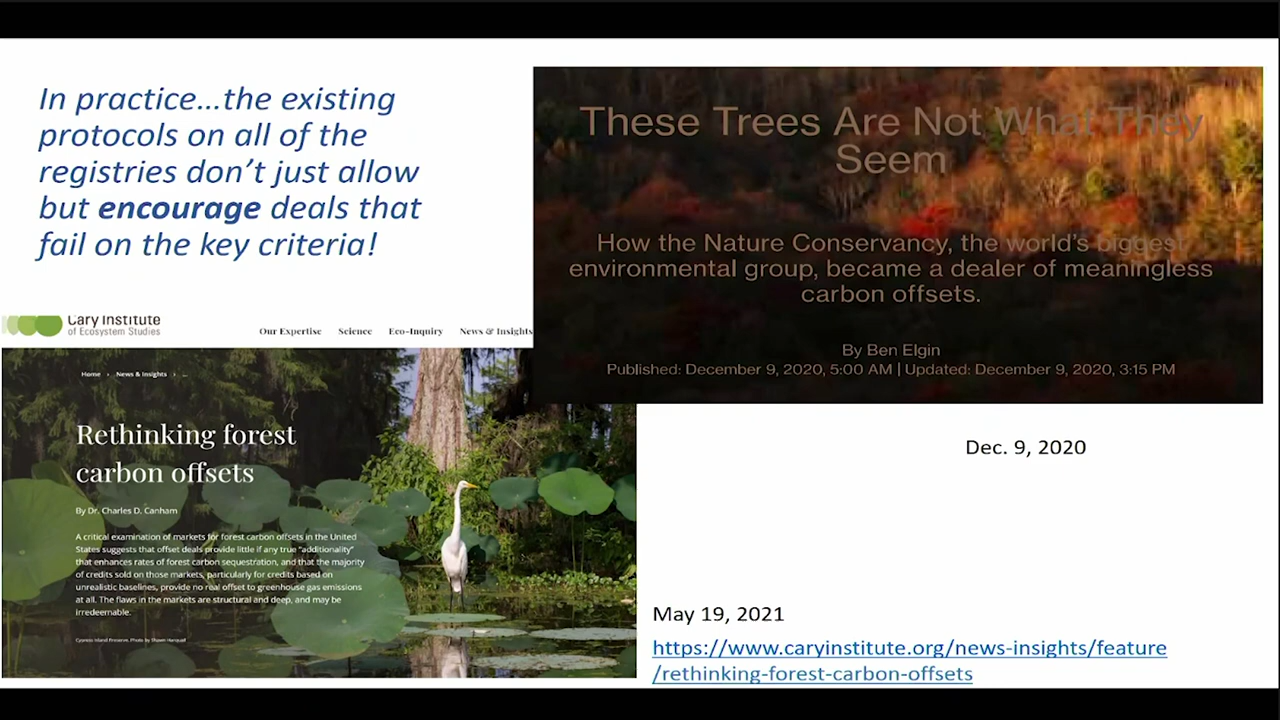 In practice...the existing
protocols on all of the
registries don't just allow
but encourage deals that
fail on the key criteria!
These Trees Are Not What They
Seem
How the Nature Conservancy, the world's biggest
environmental group, became a dealer of meaningless
carbon offsets.
By Ben Elgin
Published: December 9, 2020, 5:00 AM | Updated: December 9, 2020, 3:15 PM
Dec. 9, 2020
Cary Institute
of Ecosystem Studies
Our Expertise Science Eco-Inquiry News & Insights
Home › News & Insights › ...
Rethinking forest
carbon offsets
By Dr. Charles D. Canham
A critical examination of markets for forest carbon offsets in the United
States suggests that offset deals provide little if any true "additionality"
that enhances rates of forest carbon sequestration, and that the majority
of credits sold on those markets, particularly for credits based on
unrealistic baselines, provide no real offset to greenhouse gas emissions
at all. The flaws in the markets are structural and deep, and may be
irredeemable.
Cypress Island Preserve. Photo by Shawn
May 19, 2021
https://www.caryinstitute.org/news-insights/feature
/rethinking-forest-carbon-offsets